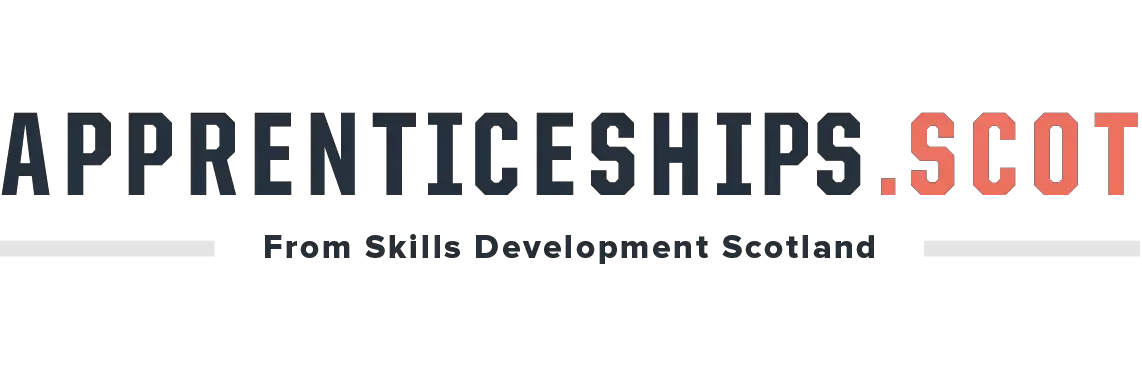 APPRENTICESHIPS.SCOT
From Skills Development Scotland